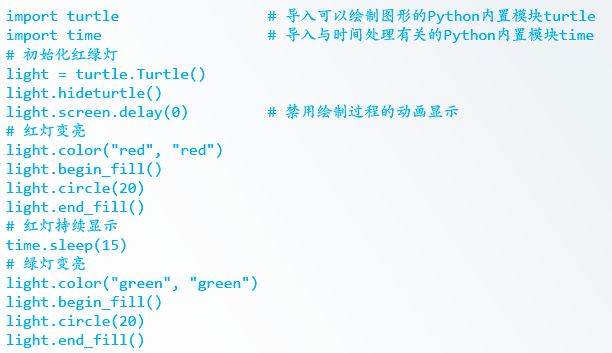 import turtle # 导入可以绘制图形的Python内置模块turtle
import time # 导入与时间处理有关的Python内置模块time
# 初始化红绿灯
light = turtle.Turtle()
light.hideturtle()
light.screen.delay(0) # 禁用绘制过程的动画显示
# 红灯变亮
light.color("red", "red")
light.begin_fill()
light.circle(20)
light.end_fill()
# 红灯持续显示
time.sleep(15)
# 绿灯变亮
light.color("green", "green")
light.begin_fill()
light.circle(20)
light.end_fill()